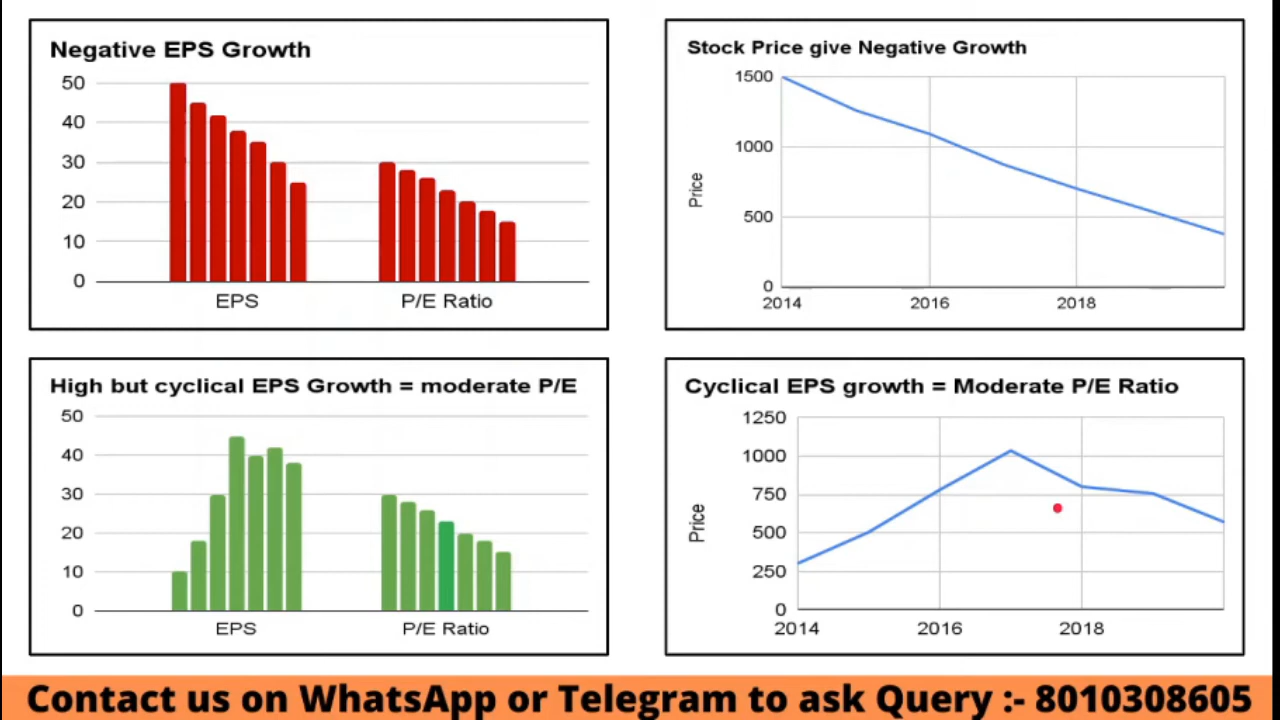 Negative EPS Growth
50
40
30
20
10
0
EPS P/E Ratio
Stock Price give Negative Growth
1500
1000
500
0
Price
2014 2016 2018
High but cyclical EPS Growth = moderate P/E
50
40
30
20
10
0
EPS P/E Ratio
Cyclical EPS growth = Moderate P/E Ratio
1250
1000
750
500
250
0
Price
2014 2016 2018
Contact us on WhatsApp or Telegram to ask Query :- 8010308605